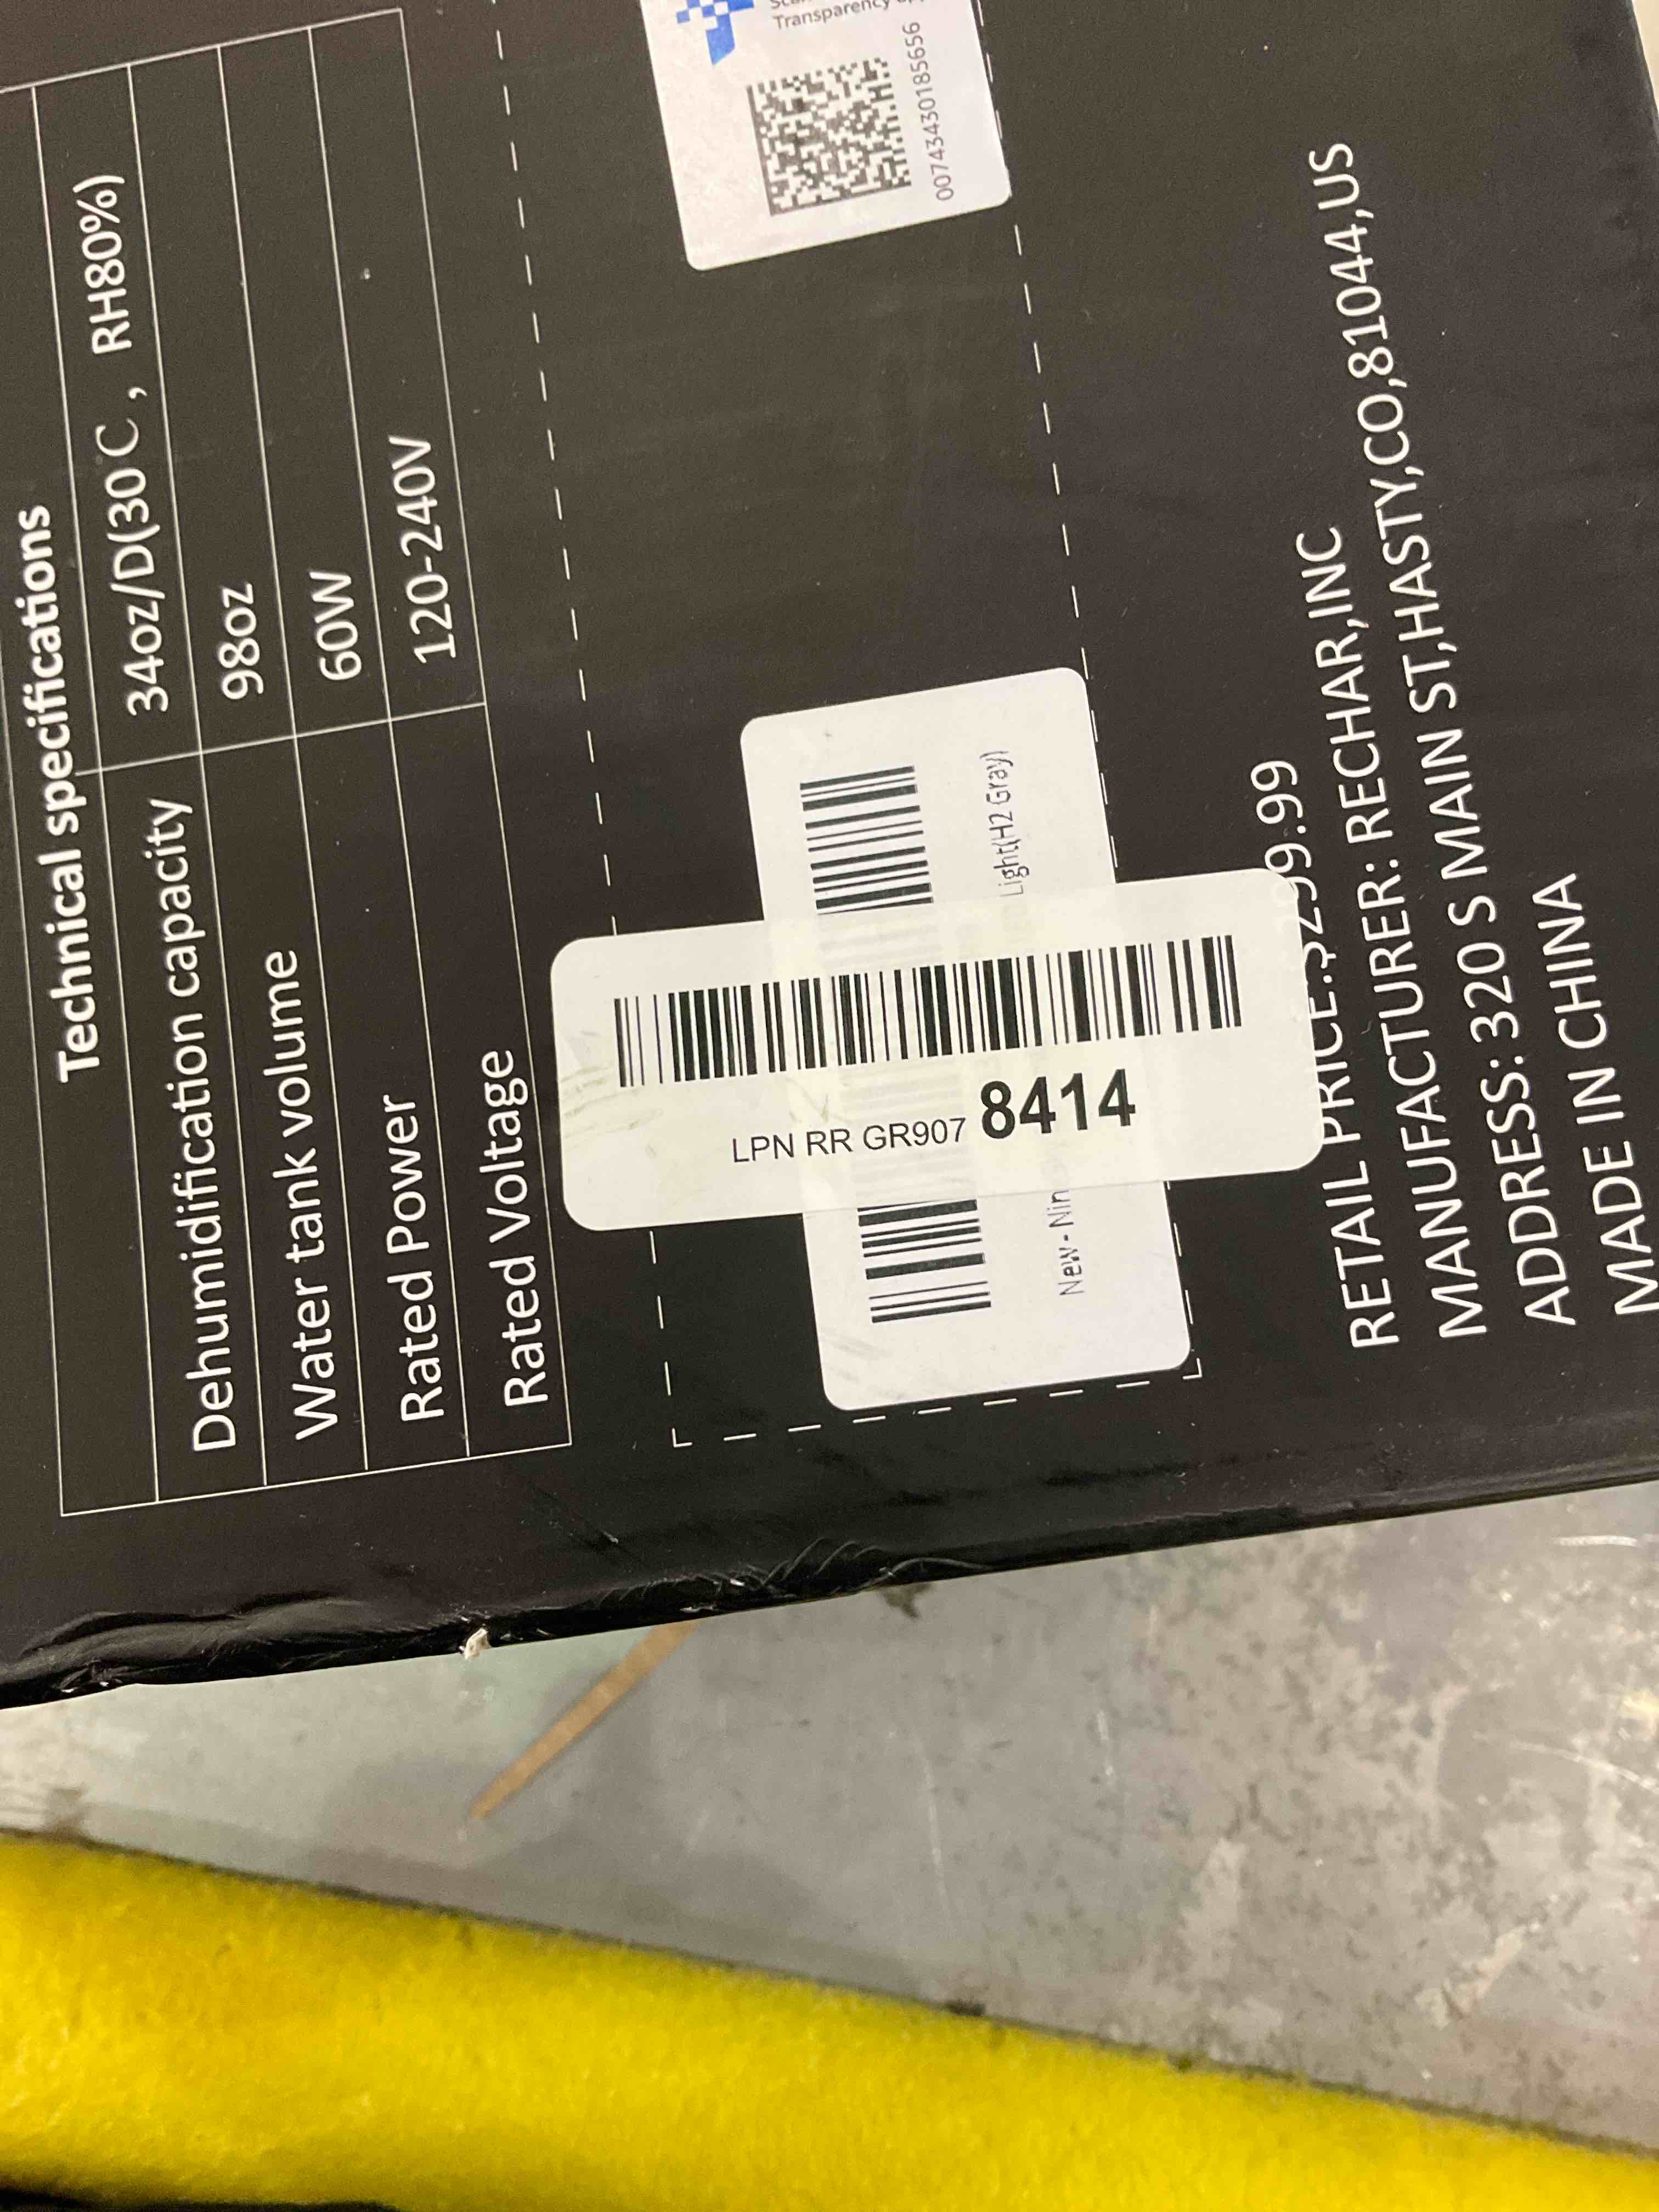 Transparency
00743430185656
Technical specifications
Dehumidification capacity 34oz/D(30℃, RH80%)
Water tank volume 98oz
Rated Power 60W
Rated Voltage 120-240V
LPN RR GR907 8414
New - Nin
Light(H2 Gray)
RETAIL PRICE:$299.99
MANUFACTURER: RECHAR,INC
ADDRESS: 320 S MAIN ST,HASTY,CO,81044,US
MADE IN CHINA